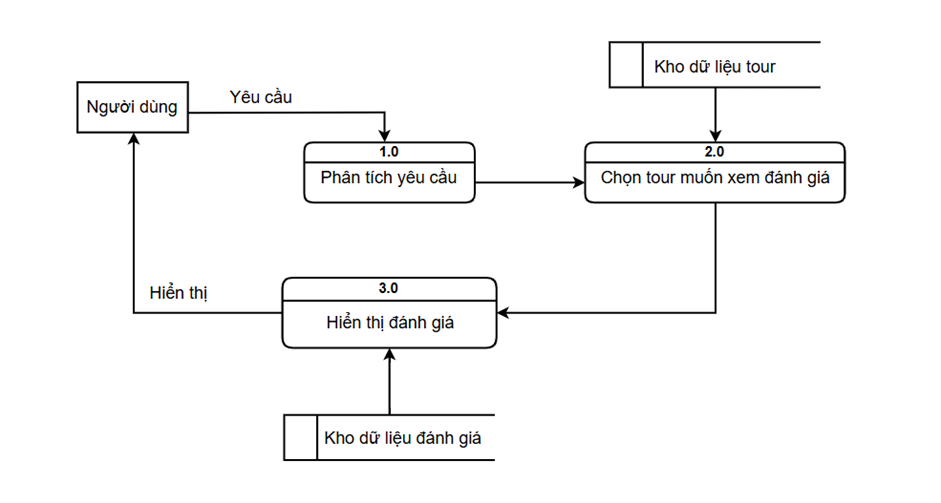 Kho dữ liệu tour
Người dùng
Yêu cầu
1.0
Phân tích yêu cầu
2.0
Chọn tour muốn xem đánh giá
3.0
Hiển thị đánh giá
Hiển thị
Kho dữ liệu đánh giá